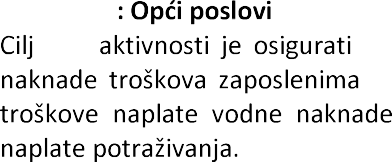 : Opći poslovi
Cilj aktivnosti je osigurati
naknade troškova zaposlenima
troškove naplate vodne naknade
naplate potraživanja.